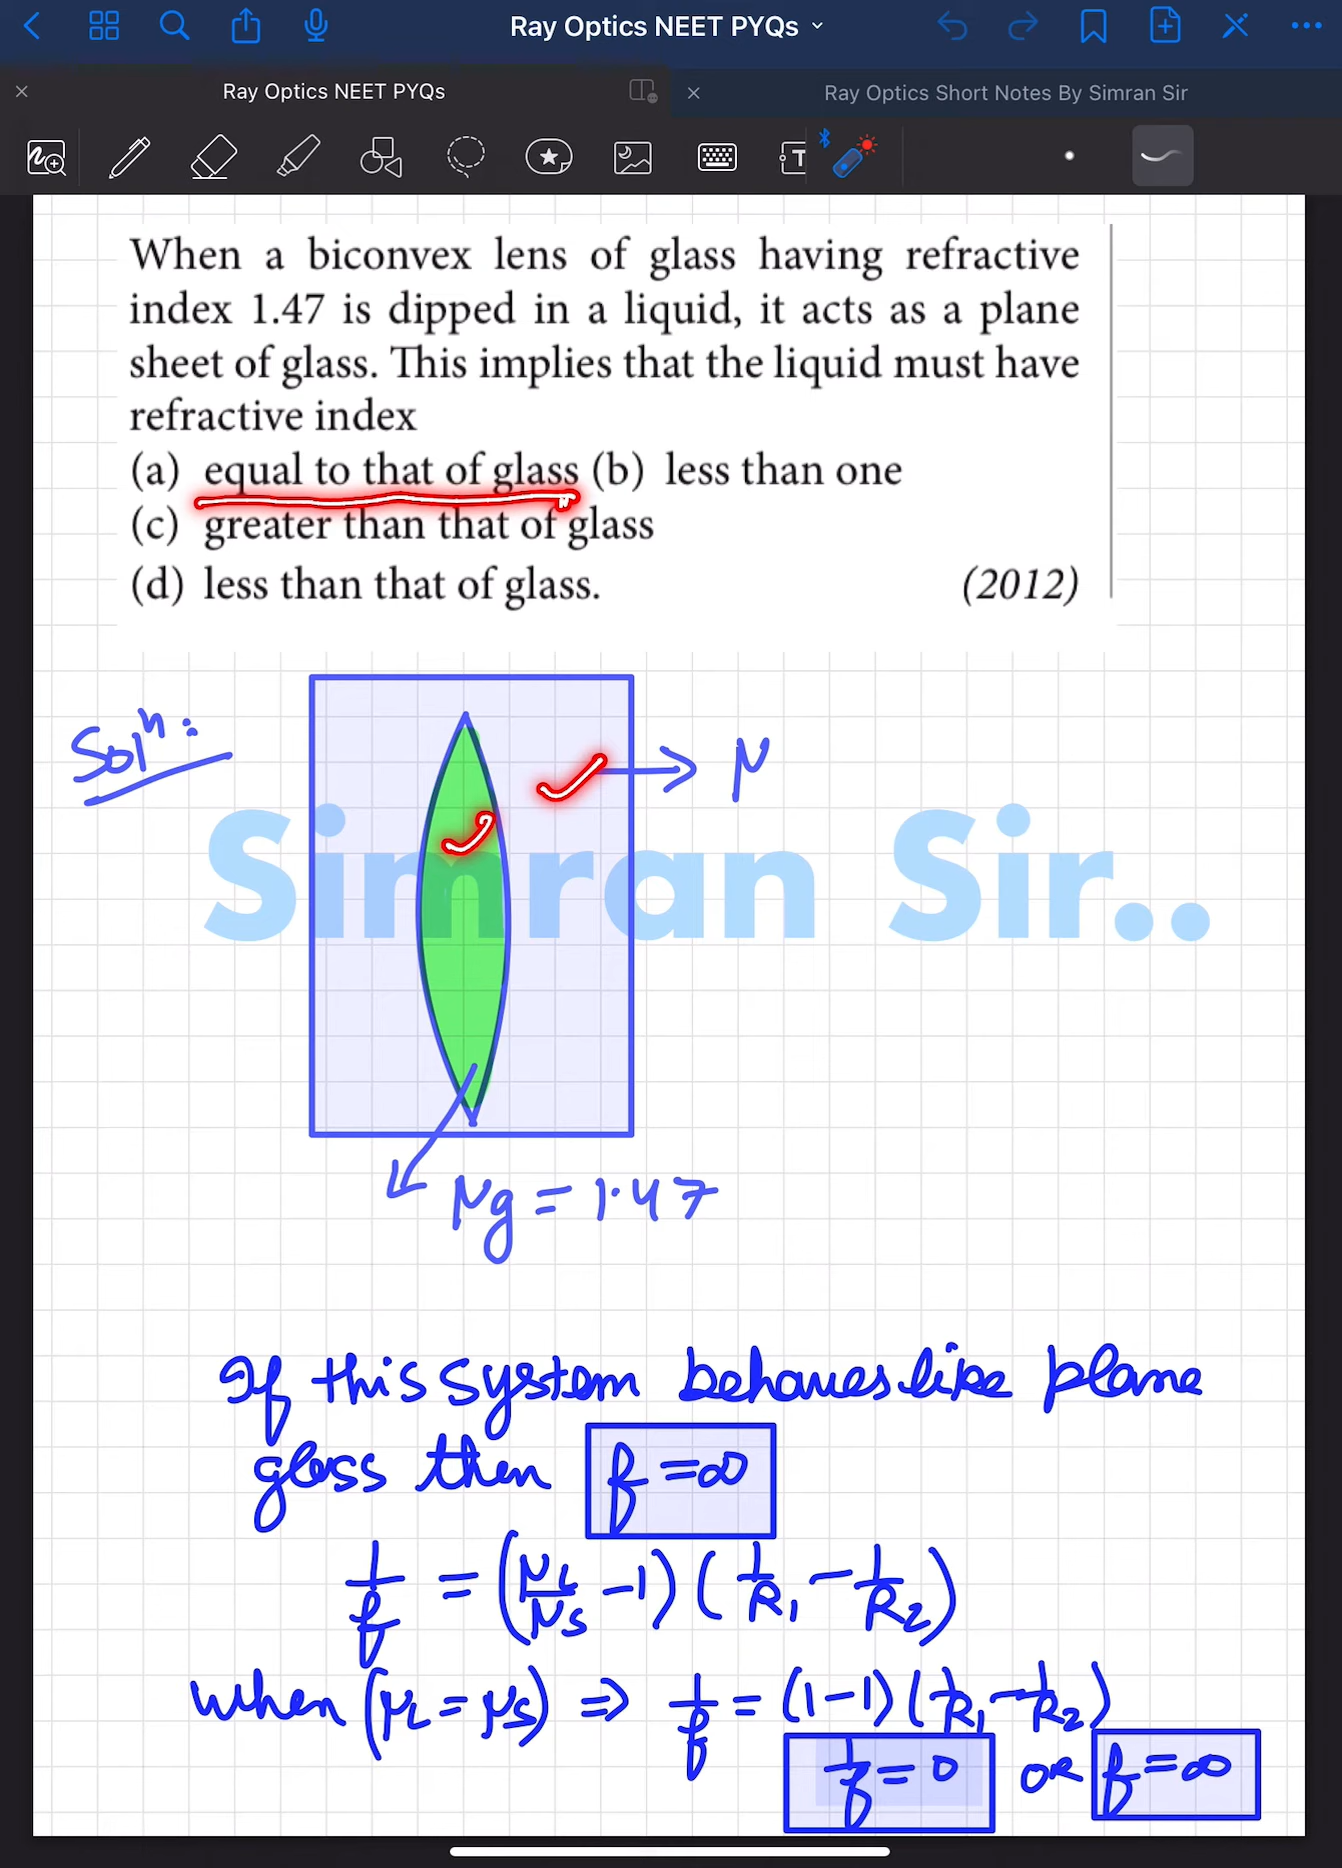 Ray Optics NEET PYQs
Ray Optics NEET PYQs
Ray Optics Short Notes By Simran Sir
When a biconvex lens of glass having refractive
index 1.47 is dipped in a liquid, it acts as a plane
sheet of glass. This implies that the liquid must have
refractive index
(a) equal to that of glass (b) less than one
(c) greater than that of glass
(d) less than that of glass. (2012)
Solⁿ:
μ
Simran Sir..
μg = 1.47
If this system behaves like plane
glass then f = ∞
1/f = (μL/μS − 1) (1/R₁ − 1/R₂)
when (μL = μS) ⇒ 1/f = (1−1) (1/R₁ − 1/R₂)
1/f = 0 OR f = ∞